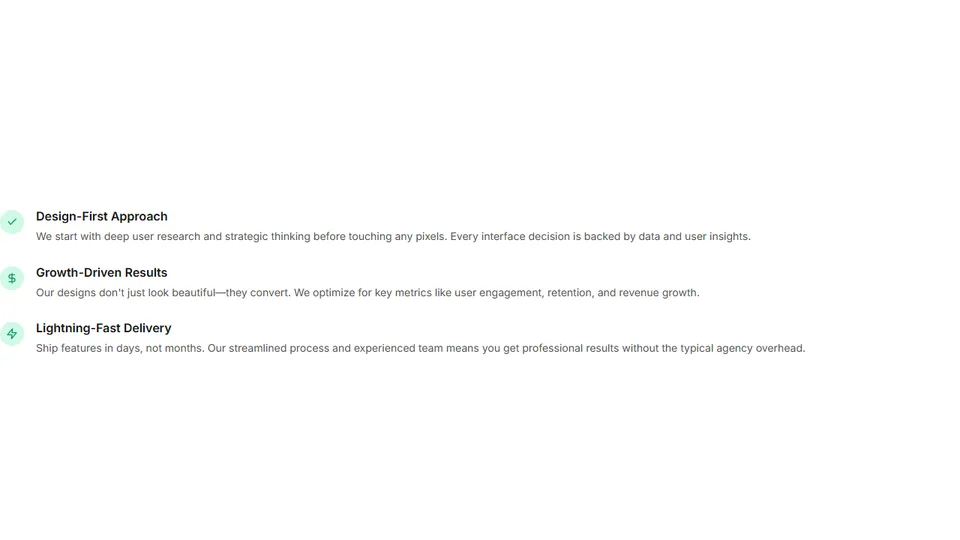 Design-First Approach
We start with deep user research and strategic thinking before touching any pixels. Every interface decision is backed by data and user insights.
Growth-Driven Results
Our designs don't just look beautiful—they convert. We optimize for key metrics like user engagement, retention, and revenue growth.
Lightning-Fast Delivery
Ship features in days, not months. Our streamlined process and experienced team means you get professional results without the typical agency overhead.